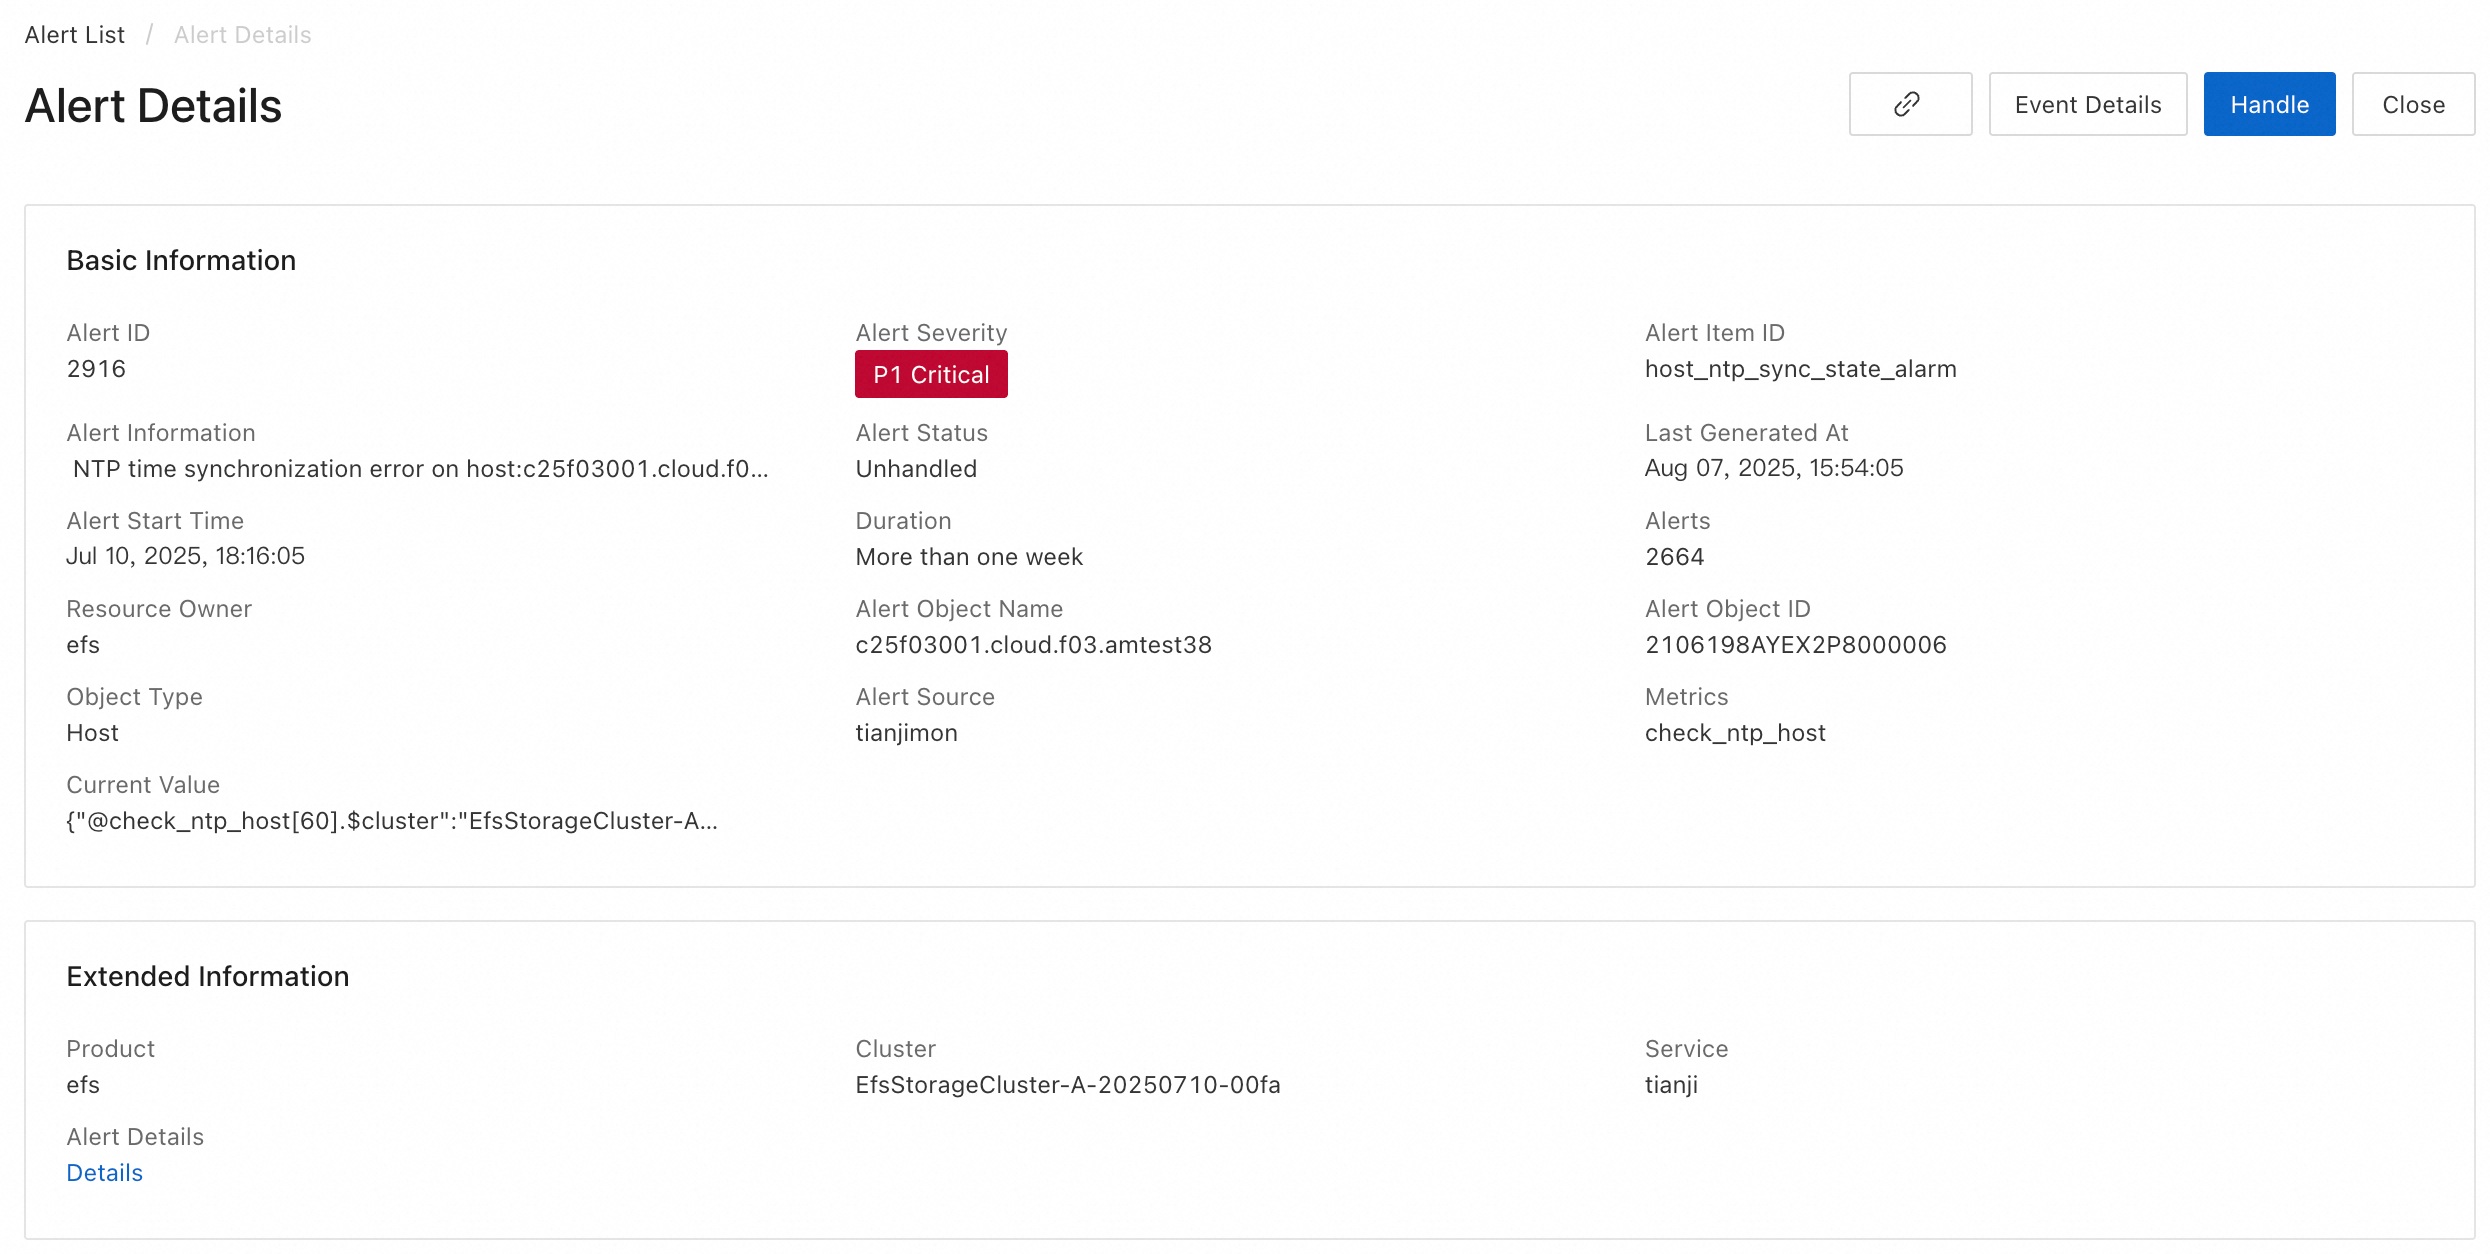 Alert List / Alert Details
Alert Details
Event Details
Handle
Close
Basic Information
Alert ID
2916
Alert Severity
P1 Critical
Alert Item ID
host_ntp_sync_state_alarm
Alert Information
NTP time synchronization error on host:c25f03001.cloud.f0...
Alert Status
Unhandled
Last Generated At
Aug 07, 2025, 15:54:05
Alert Start Time
Jul 10, 2025, 18:16:05
Duration
More than one week
Alerts
2664
Resource Owner
efs
Alert Object Name
c25f03001.cloud.f03.amtest38
Alert Object ID
2106198AYEX2P8000006
Object Type
Host
Alert Source
tianjimon
Metrics
check_ntp_host
Current Value
{"@check_ntp_host[60].$cluster":"EfsStorageCluster-A...
Extended Information
Product
efs
Cluster
EfsStorageCluster-A-20250710-00fa
Service
tianji
Alert Details
Details